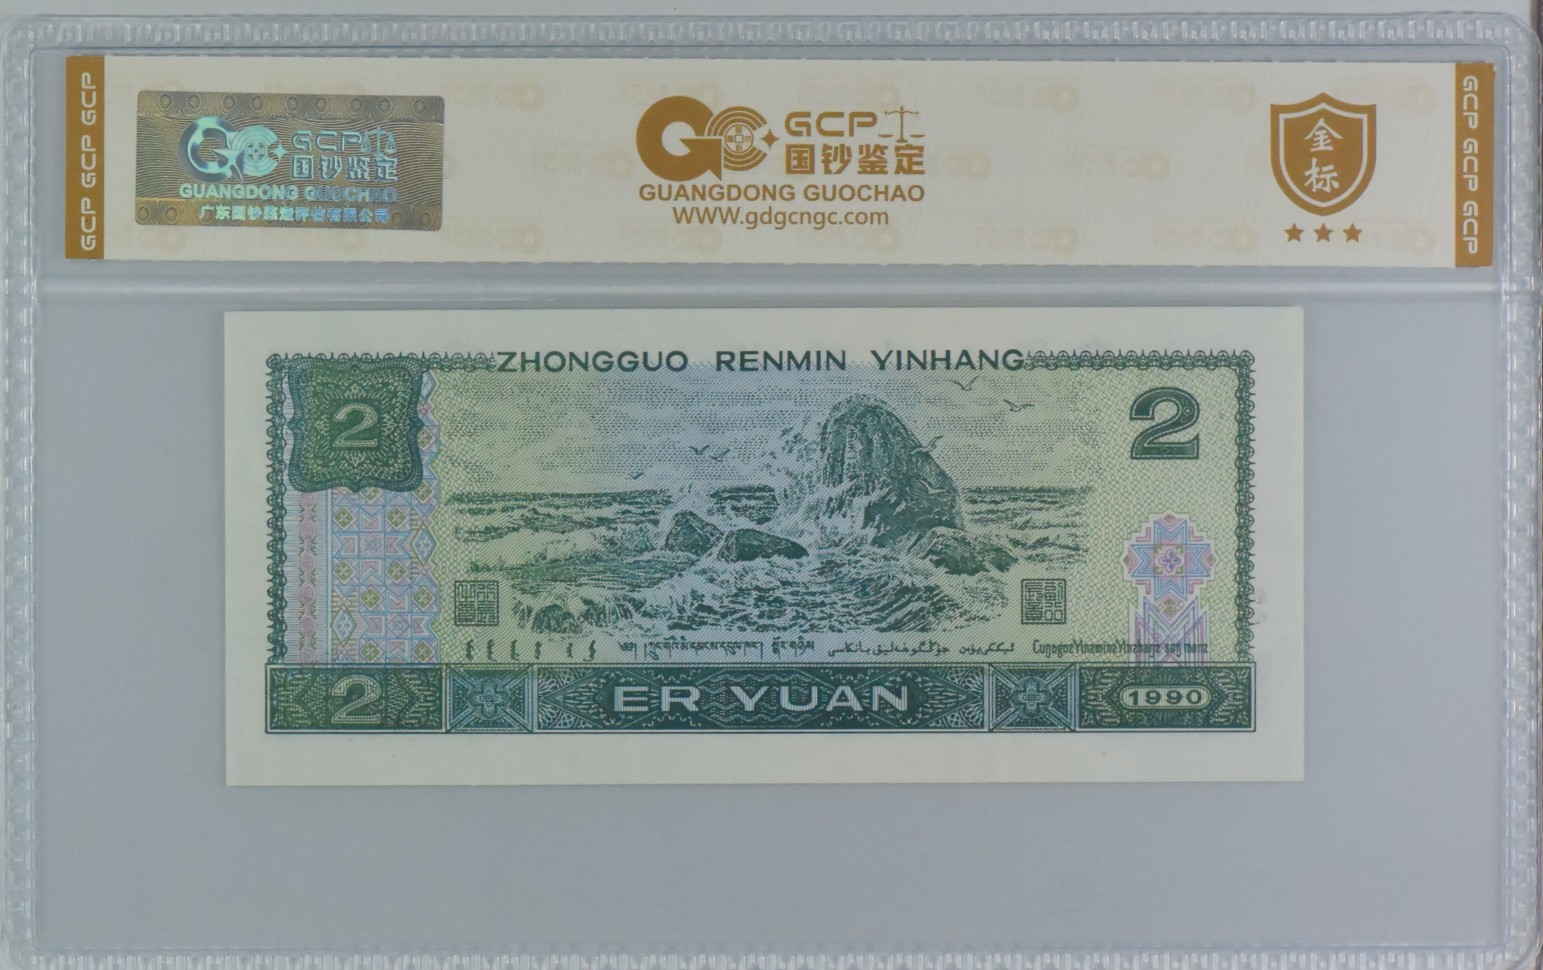 GCP GCP GCP
GCP
国钞鉴定
GUANGDONG GUOCHAO
广东国钞鉴定评估有限公司
GCP
国钞鉴定
GUANGDONG GUOCHAO
WWW.gdgcngc.com
金
标
GCP GCP GCP
ZHONGGUO RENMIN YINHANG
2
2
2
ER YUAN
1990